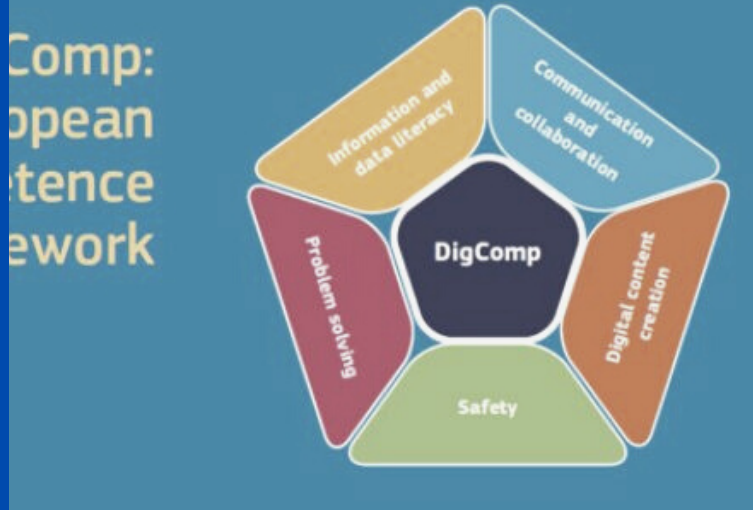 Comp:
opean
etence
ework
Information and
data literacy
Communication
and
collaboration
DigComp
Problem solving
Digital content
creation
Safety